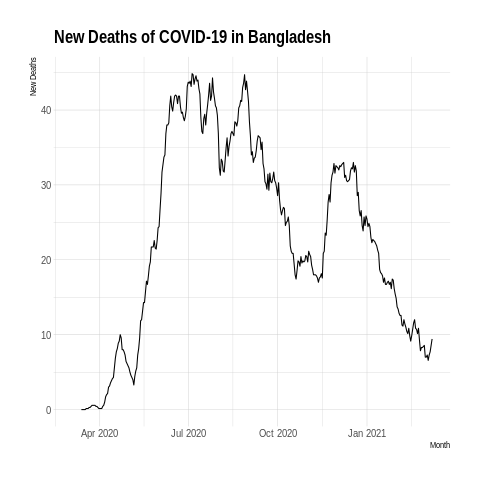 New Deaths of COVID-19 in Bangladesh
New Deaths
40
30
20
10
0
Apr 2020 Jul 2020 Oct 2020 Jan 2021
Month